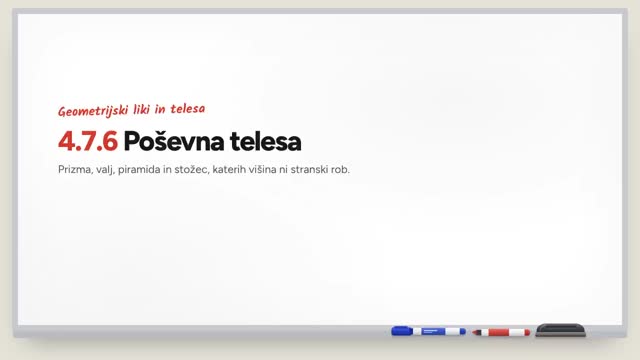 Geometrijski liki in telesa
4.7.6 Poševna telesa
Prizma, valj, piramida in stožec, katerih višina ni stranski rob.